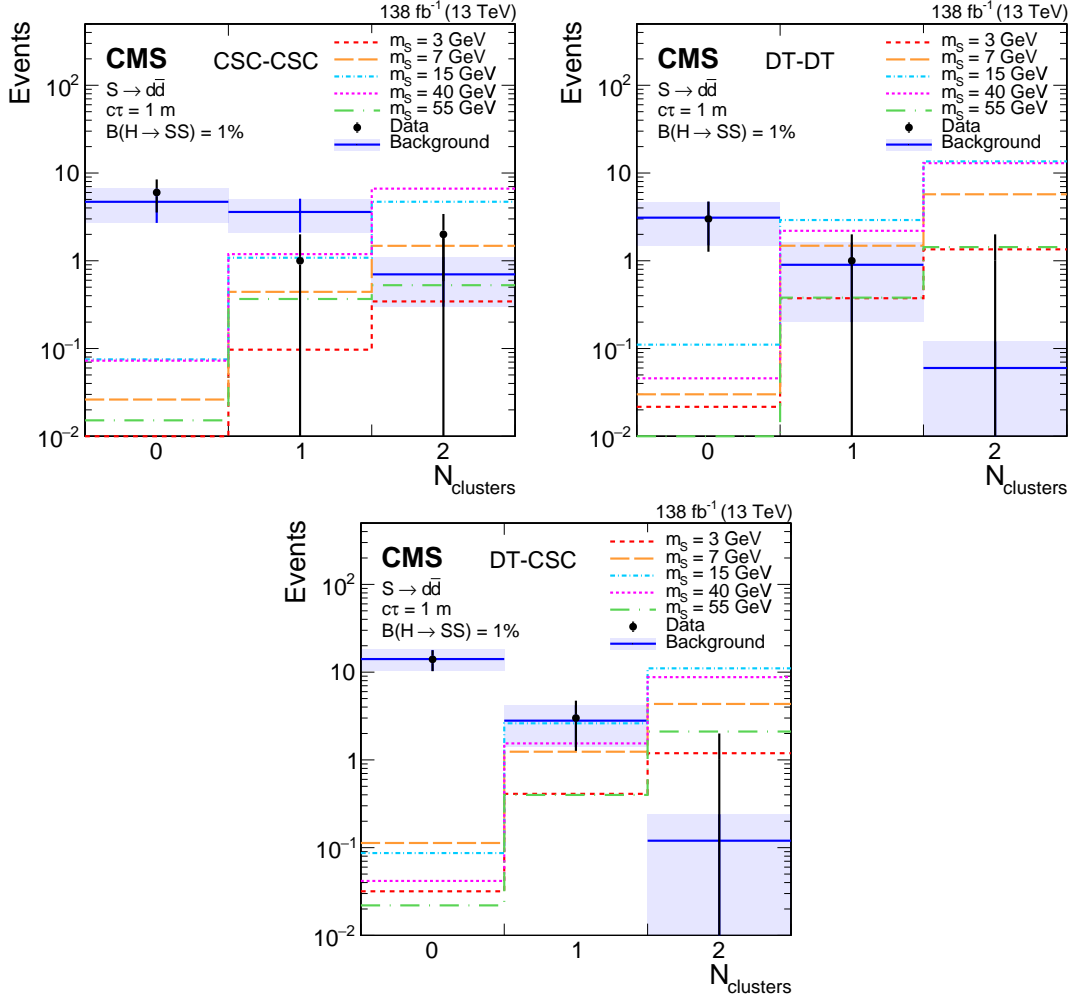 138 fb⁻¹ (13 TeV)
Events
CMS CSC-CSC
S → dd̄
cτ = 1 m
B(H → SS) = 1%
m_S = 3 GeV
m_S = 7 GeV
m_S = 15 GeV
m_S = 40 GeV
m_S = 55 GeV
Data
Background
10²
10
1
10⁻¹
10⁻²
0 1 2
N_clusters
138 fb⁻¹ (13 TeV)
Events
CMS DT-DT
S → dd̄
cτ = 1 m
B(H → SS) = 1%
m_S = 3 GeV
m_S = 7 GeV
m_S = 15 GeV
m_S = 40 GeV
m_S = 55 GeV
Data
Background
10²
10
1
10⁻¹
10⁻²
0 1 2
N_clusters
138 fb⁻¹ (13 TeV)
Events
CMS DT-CSC
S → dd̄
cτ = 1 m
B(H → SS) = 1%
m_S = 3 GeV
m_S = 7 GeV
m_S = 15 GeV
m_S = 40 GeV
m_S = 55 GeV
Data
Background
10²
10
1
10⁻¹
10⁻²
0 1 2
N_clusters